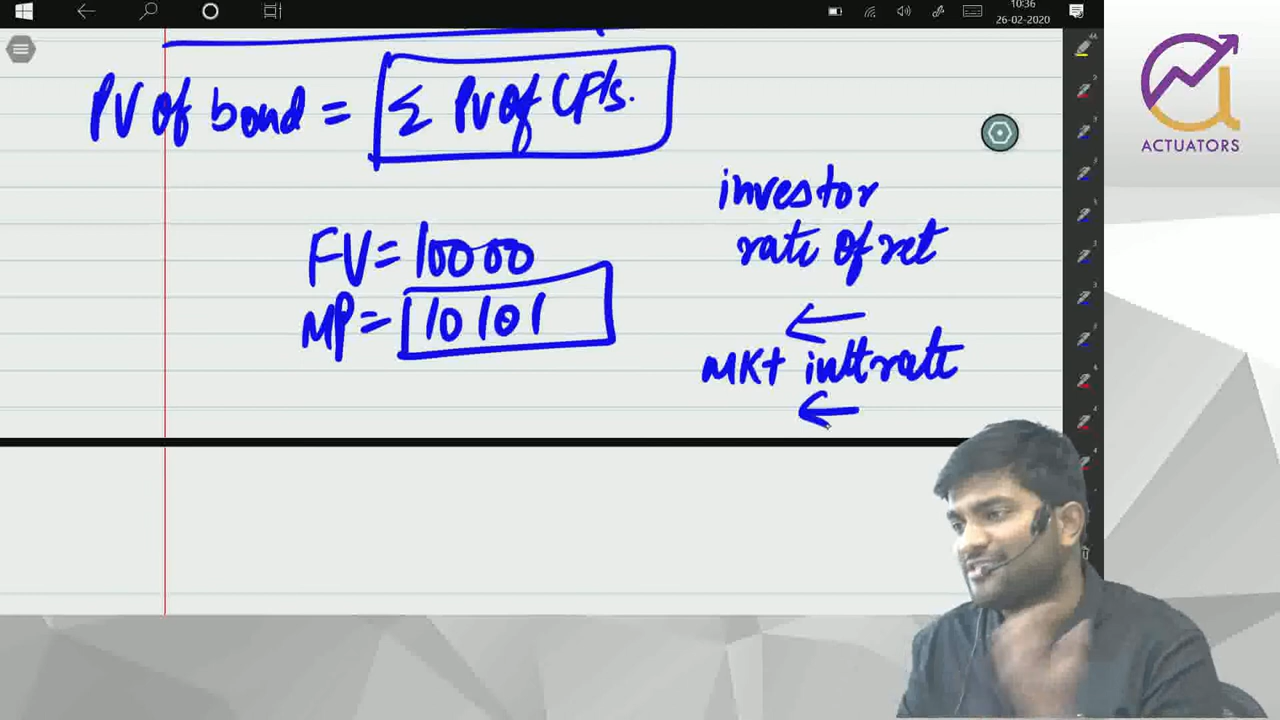 10:36
26-02-2020
ACTUATORS
PV of bond = Σ PV of CF/s.
investor
rate of ret
FV = 10000
MP = 10101
←
MKt intt rate
←